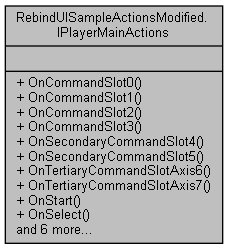 RebindUISampleActionsModified.
IPlayerMainActions
+ OnCommandSlot0()
+ OnCommandSlot1()
+ OnCommandSlot2()
+ OnCommandSlot3()
+ OnSecondaryCommandSlot4()
+ OnSecondaryCommandSlot5()
+ OnTertiaryCommandSlotAxis6()
+ OnTertiaryCommandSlotAxis7()
+ OnStart()
+ OnSelect()
and 6 more...